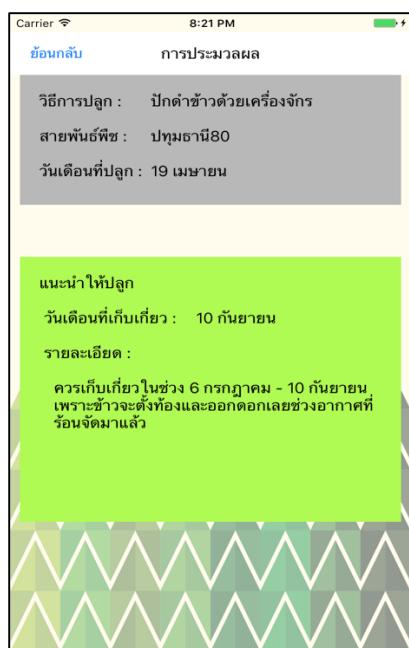 Carrier 8:21 PM
ย้อนกลับ การประมวลผล
วิธีการปลูก : ปักดำข้าวด้วยเครื่องจักร
สายพันธ์พืช : ปทุมธานี80
วันเดือนที่ปลูก : 19 เมษายน
แนะนำให้ปลูก
วันเดือนที่เก็บเกี่ยว : 10 กันยายน
รายละเอียด :
ควรเก็บเกี่ยวในช่วง 6 กรกฎาคม - 10 กันยายน
เพราะข้าวจะตั้งท้องและออกดอกเลยช่วงอากาศที่
ร้อนจัดมาแล้ว